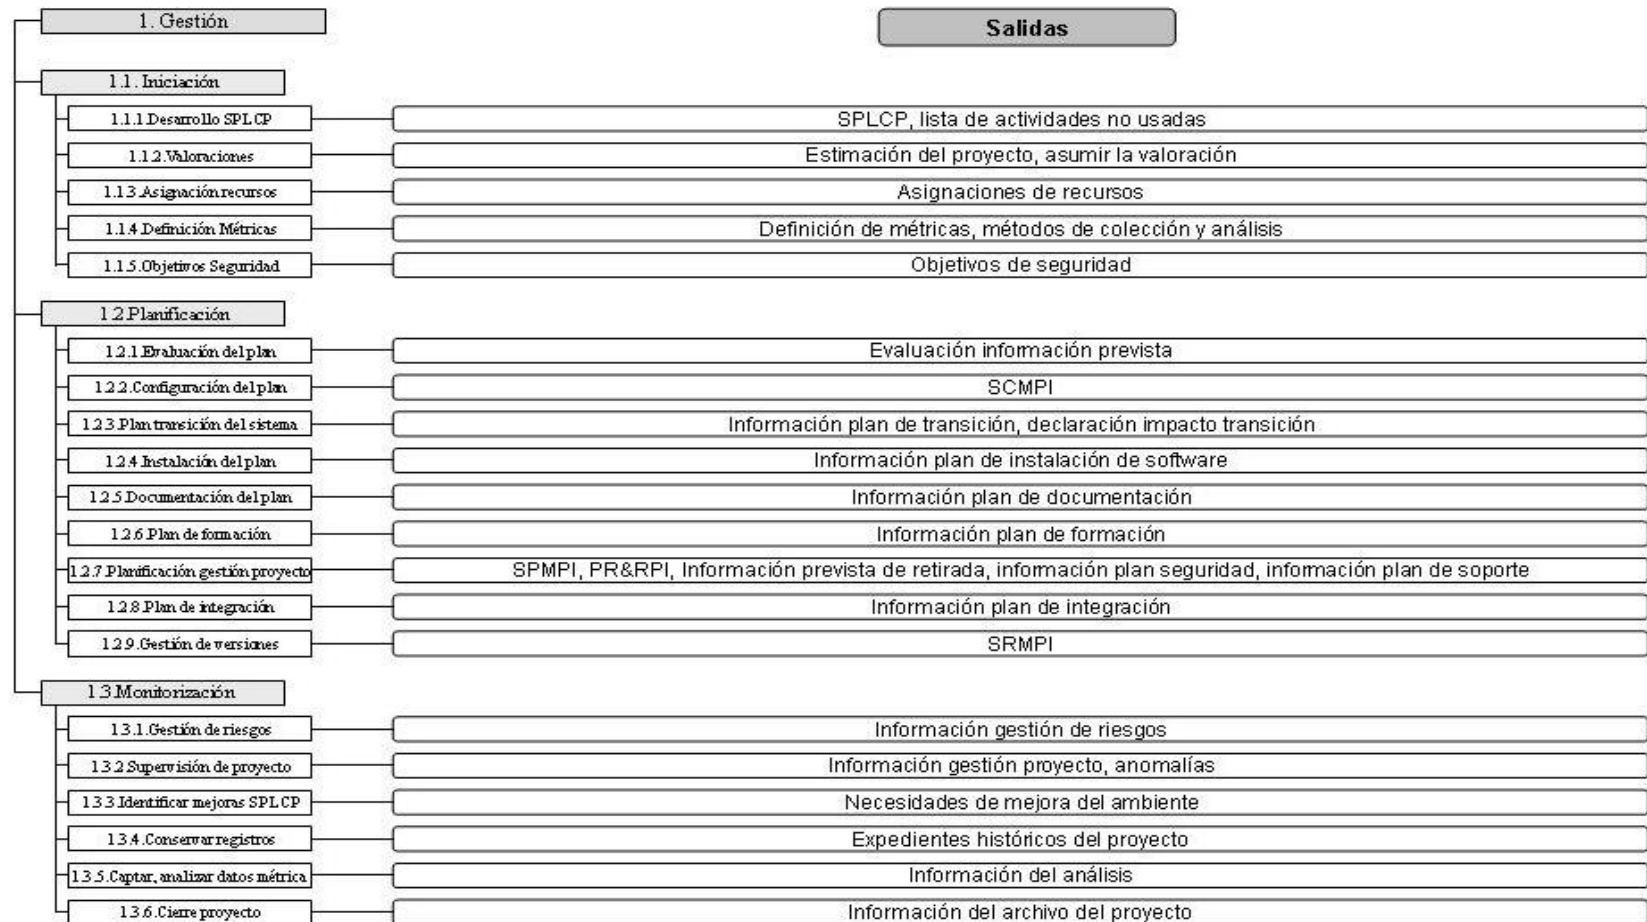 1. Gestión
Salidas
1.1. Iniciación
1.1.1.Desarrollo SPLCP
SPLCP, lista de actividades no usadas
1.1.2.Valoraciones
Estimación del proyecto, asumir la valoración
1.1.3.Asignación recursos
Asignaciones de recursos
1.1.4.Definición Métricas
Definición de métricas, métodos de colección y análisis
1.1.5.Objetivos Seguridad
Objetivos de seguridad
1.2.Planificación
1.2.1.Evaluación del plan
Evaluación información prevista
1.2.2.Configuración del plan
SCMPI
1.2.3.Plan transición del sistema
Información plan de transición, declaración impacto transición
1.2.4.Instalación del plan
Información plan de instalación de software
1.2.5.Documentación del plan
Información plan de documentación
1.2.6.Plan de formación
Información plan de formación
1.2.7.Planificación gestión proyecto
SPMPI, PR&RPI, Información prevista de retirada, información plan seguridad, información plan de soporte
1.2.8.Plan de integración
Información plan de integración
1.2.9.Gestión de versiones
SRMPI
1.3.Monitorización
1.3.1.Gestión de riesgos
Información gestión de riesgos
1.3.2.Supervisión de proyecto
Información gestión proyecto, anomalías
1.3.3.Identificar mejoras SPLCP
Necesidades de mejora del ambiente
1.3.4.Conservar registros
Expedientes históricos del proyecto
1.3.5.Captar, analizar datos métrica
Información del análisis
1.3.6.Cierre proyecto
Información del archivo del proyecto